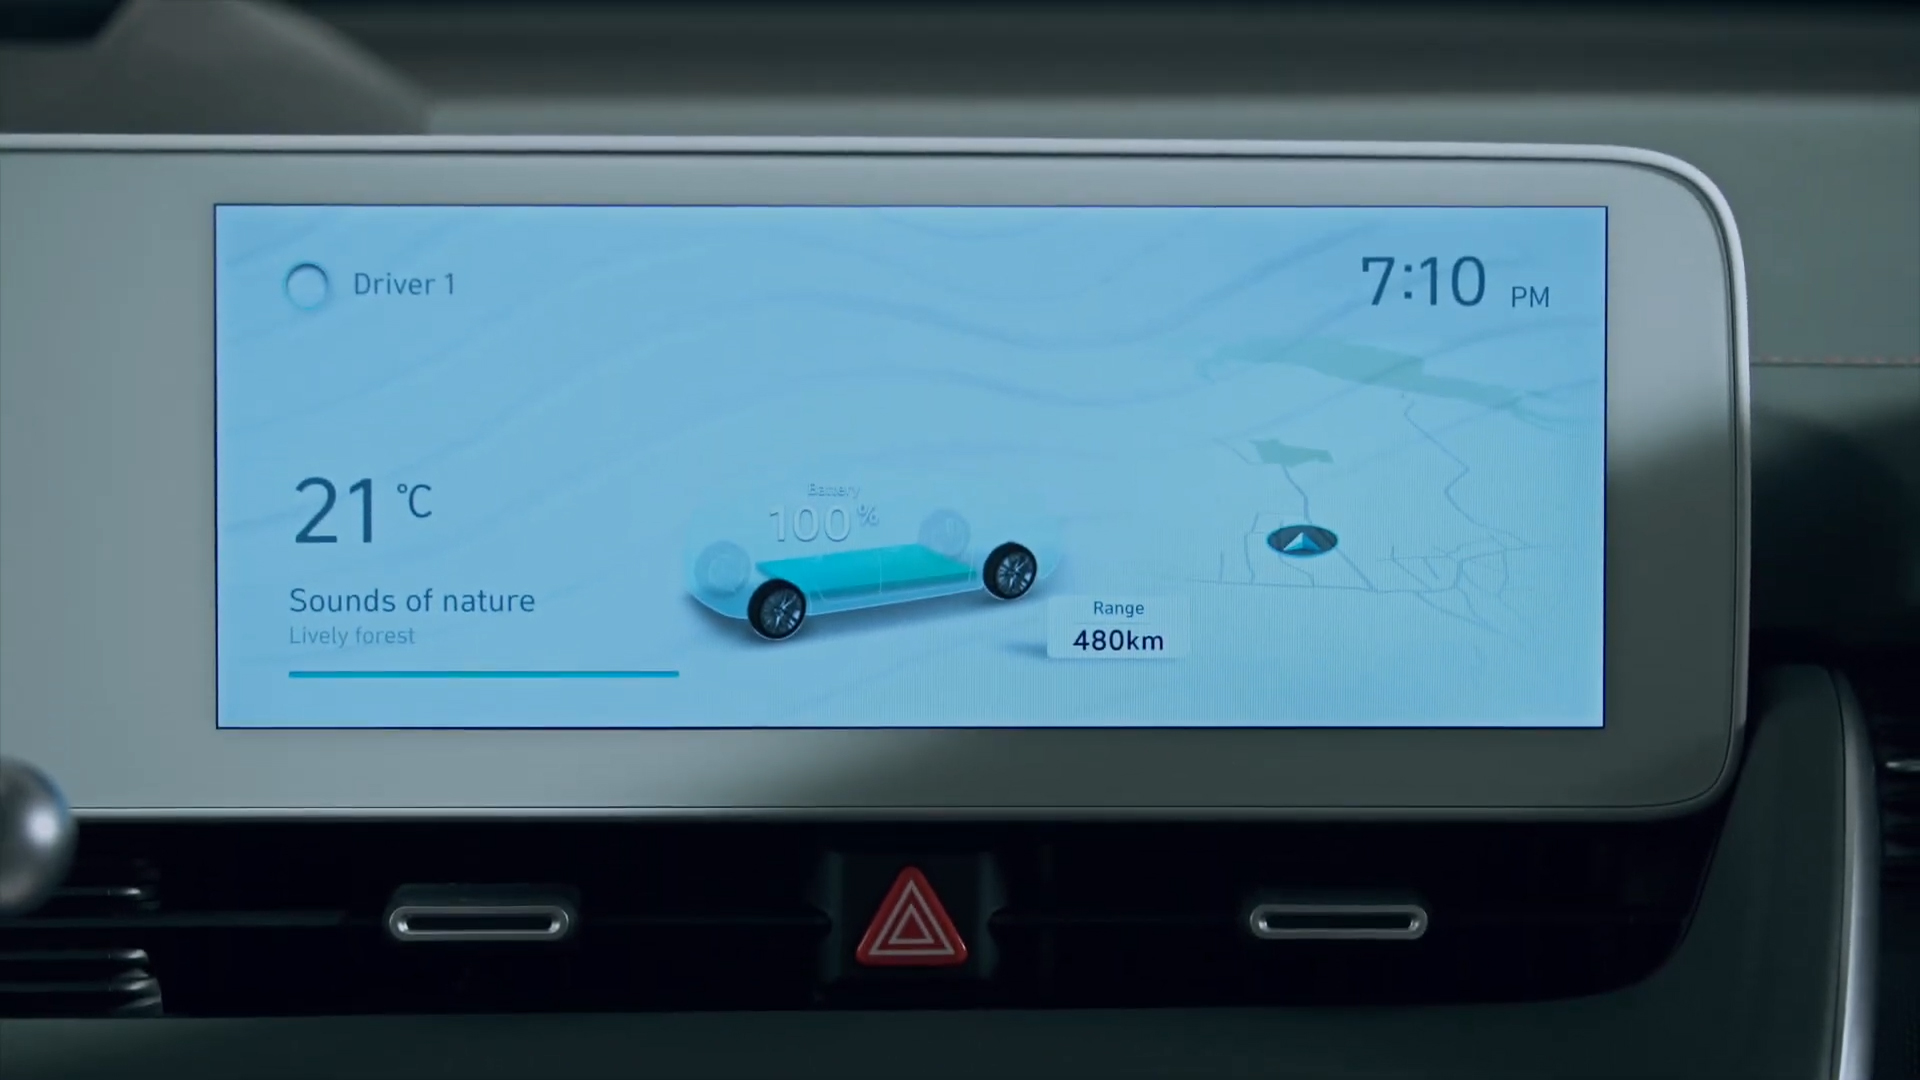 Driver 1
7:10 PM
21 °C
Sounds of nature
Lively forest
Battery
100%
Range
480km